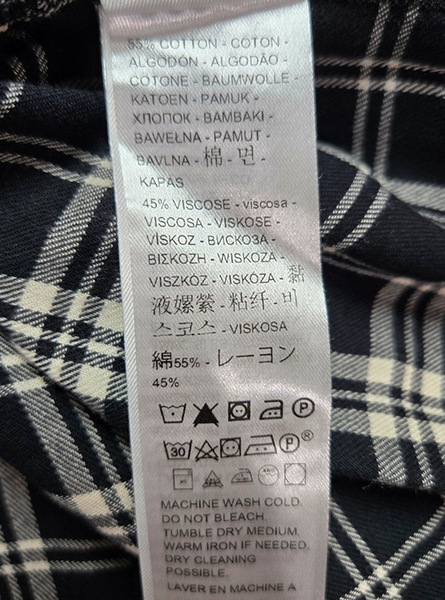 55% COTTON - COTON -
ALGODÓN - ALGODÃO -
COTONE - BAUMWOLLE -
KATOEN - PAMUK -
ХЛОПОК - BAMBAKI -
BAWEŁNA - PAMUT -
BAVLNA - 棉 - 면 -
KAPAS
45% VISCOSE - viscosa -
VISCOSA - VISKOSE -
VİSKOZ - ВИСКОЗА -
ΒΙΣΚΟΖΗ - WISKOZA -
VISZKÓZ - VISKÓZA - 黏
液嫘縈 - 粘纤 - 비
스코스 - VISKOSA
綿55% - レーヨン
45%
P
30 P®
MACHINE WASH COLD.
DO NOT BLEACH.
TUMBLE DRY MEDIUM.
WARM IRON IF NEEDED.
DRY CLEANING
POSSIBLE.
LAVER EN MACHINE A